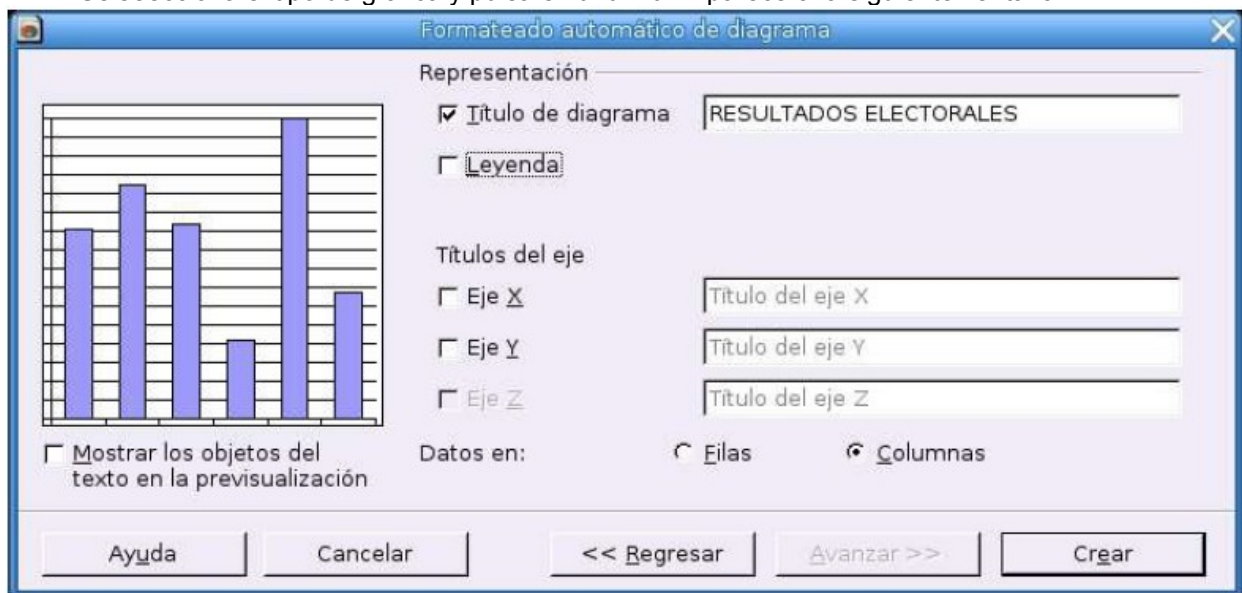 Formateado automático de diagrama
Representación
Título de diagrama RESULTADOS ELECTORALES
Leyenda
Títulos del eje
Eje X Título del eje X
Eje Y Título del eje Y
Eje Z Título del eje Z
Mostrar los objetos del
texto en la previsualización
Datos en: Filas Columnas
Ayuda Cancelar << Regresar Avanzar >> Crear